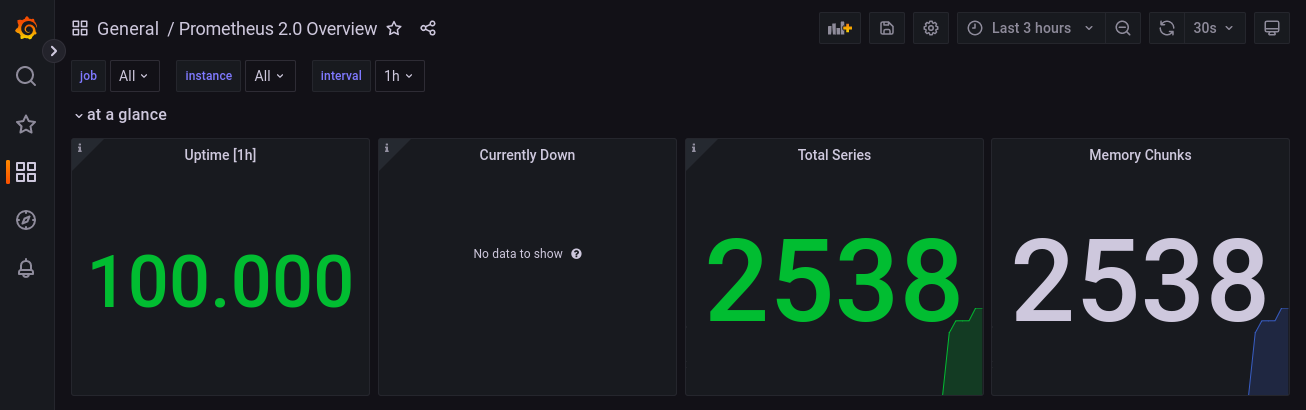 General / Prometheus 2.0 Overview
Last 3 hours
30s
job All instance All interval 1h
at a glance
i
Uptime [1h]
100.000
i
Currently Down
No data to show ?
i
Total Series
2538
Memory Chunks
2538